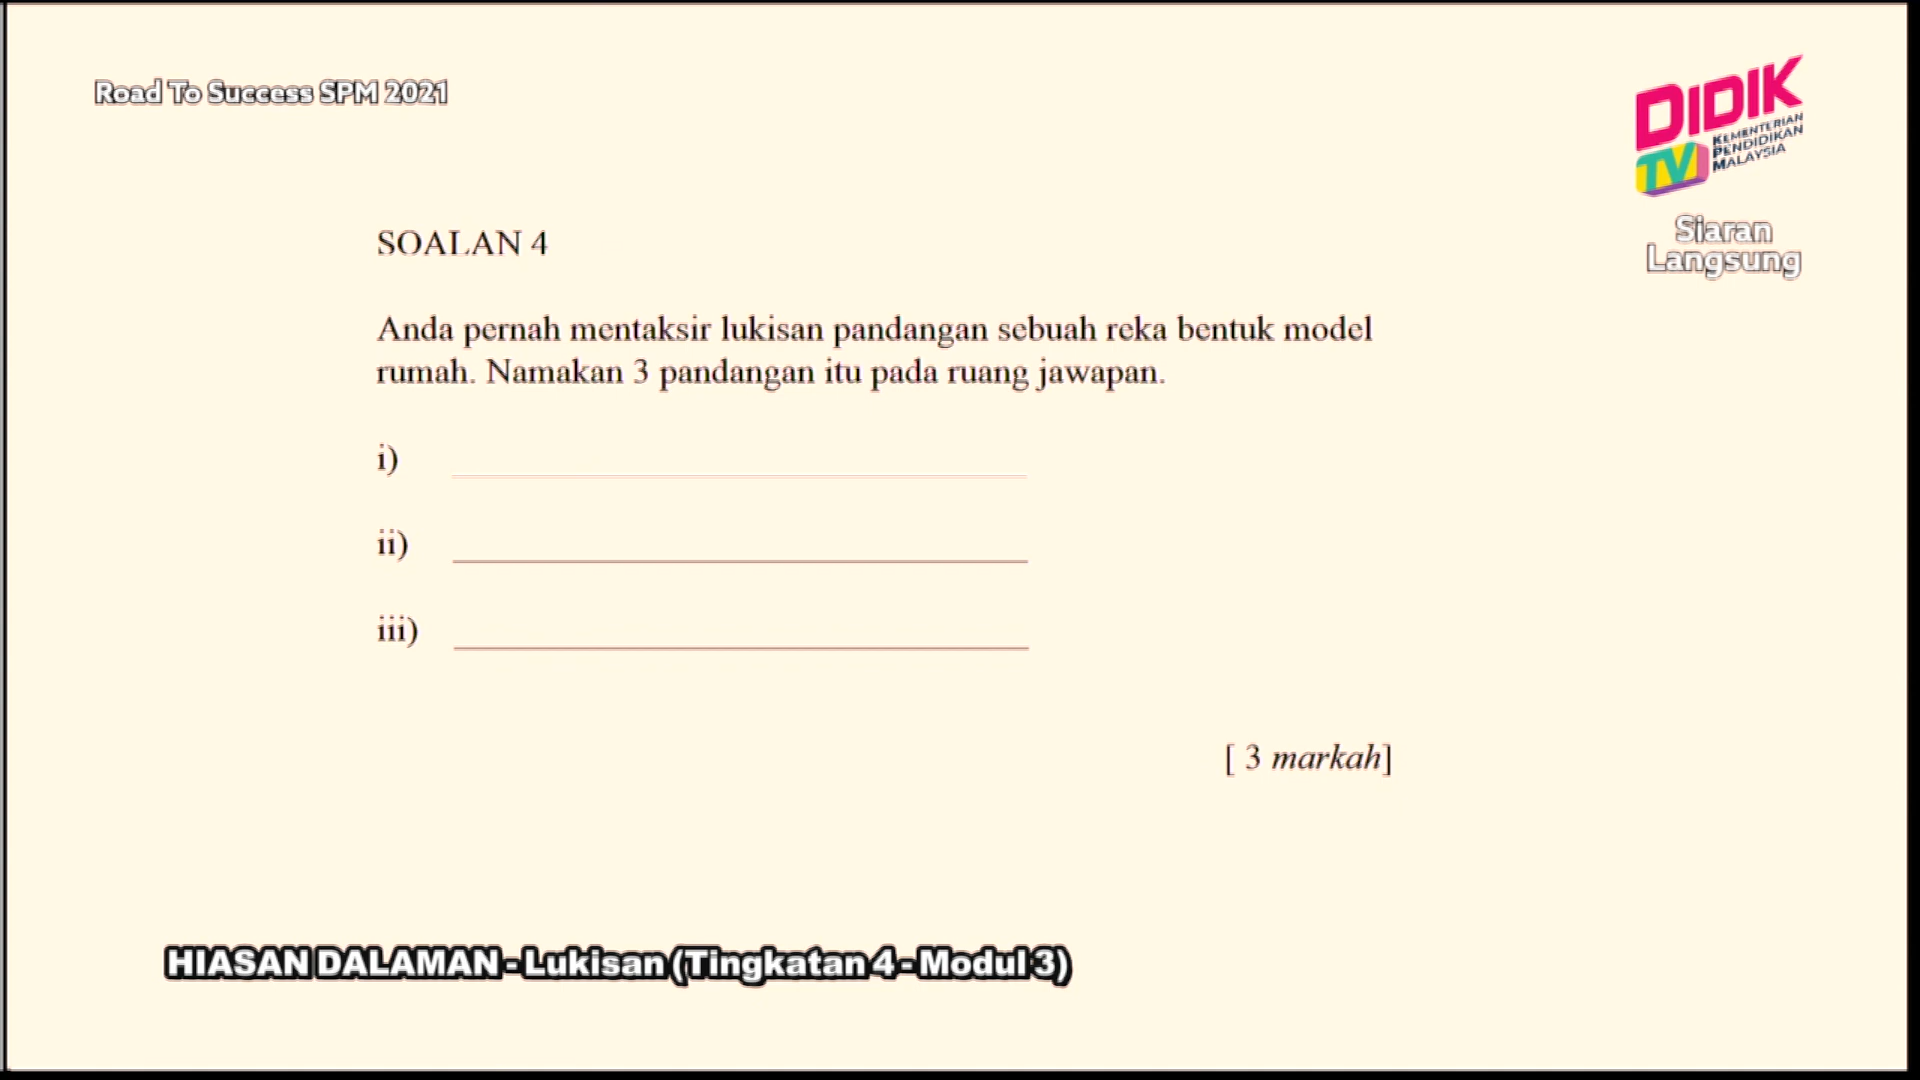 Road To Success SPM 2021
DIDIK
TV
KEMENTERIAN
PENDIDIKAN
MALAYSIA
Siaran
Langsung
SOALAN 4
Anda pernah mentaksir lukisan pandangan sebuah reka bentuk model
rumah. Namakan 3 pandangan itu pada ruang jawapan.
i)
ii)
iii)
[ 3 markah]
HIASAN DALAMAN - Lukisan (Tingkatan 4 - Modul 3)